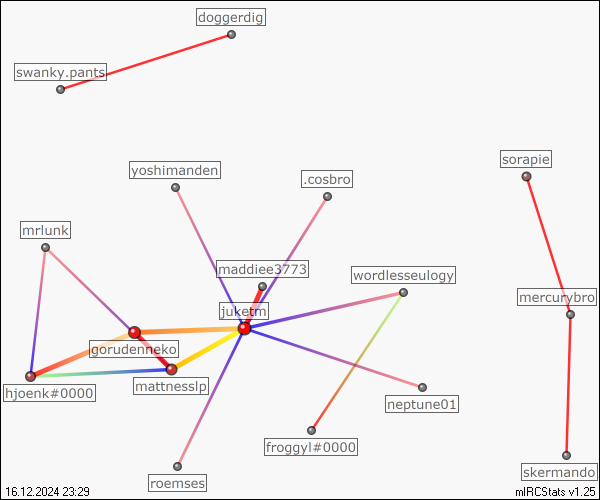 doggerdig
swanky.pants
sorapie
yoshimanden
.cosbro
mrlunk
maddiee3773
wordlesseulogy
mercurybro
juketm
gorudenneko
mattnesslp
hjoenk#0000
neptune01
froggyl#0000
skermando
roemses
16.12.2024 23:29
mIRCStats v1.25